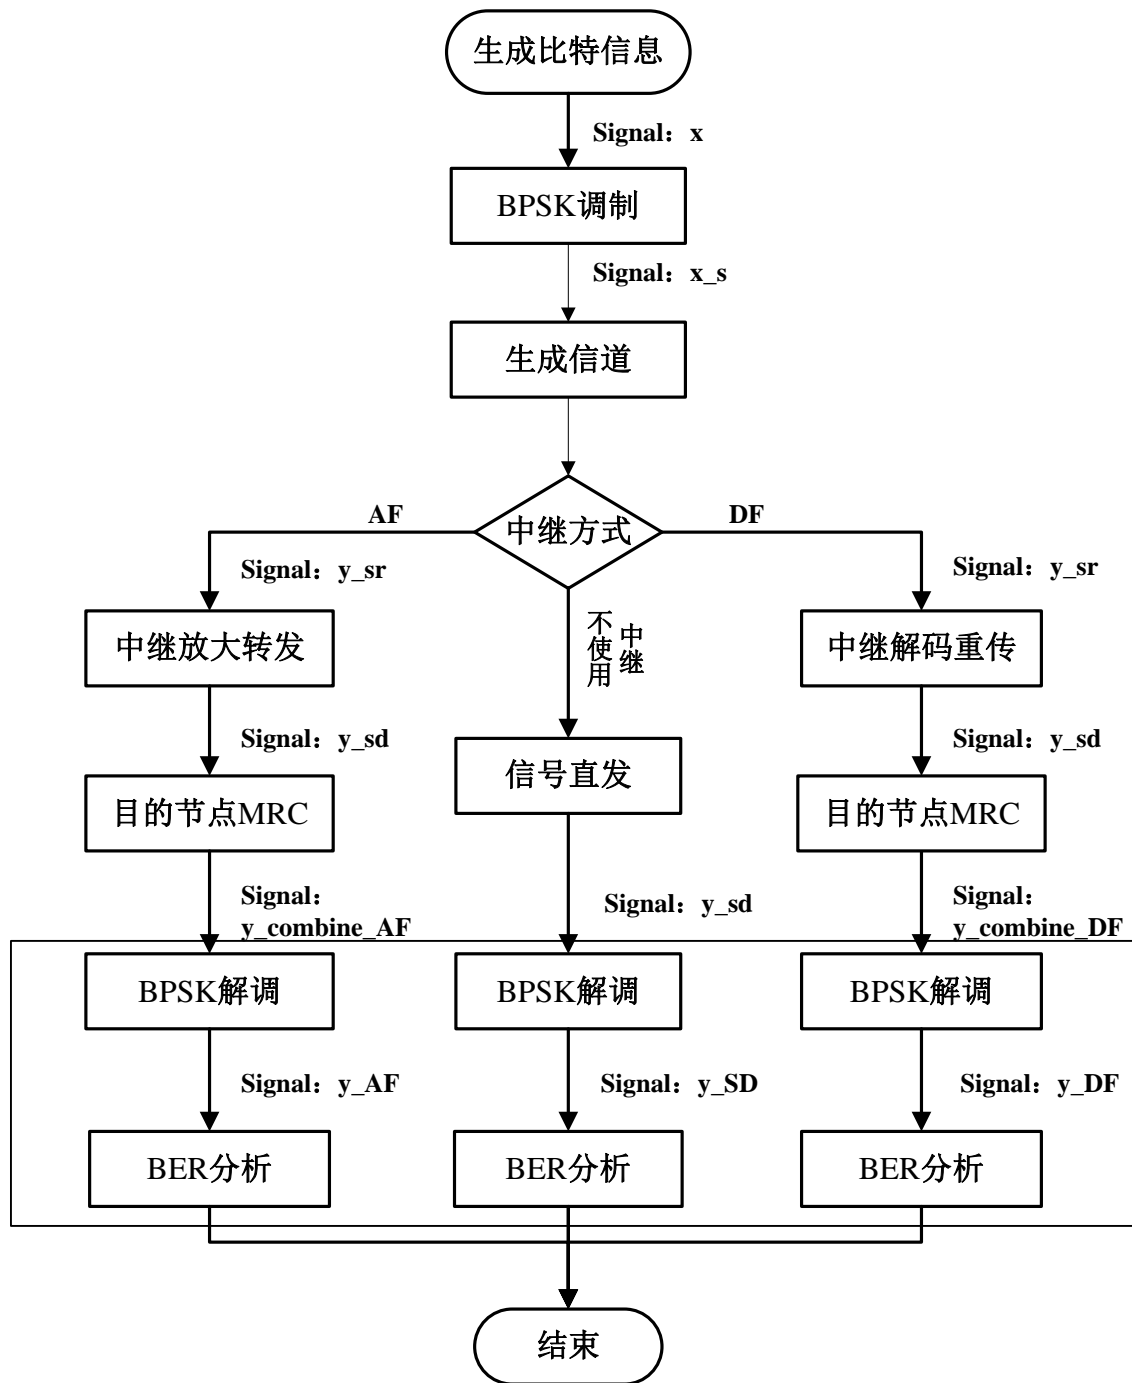 生成比特信息
Signal：x
BPSK调制
Signal：x_s
生成信道
AF
中继方式
DF
Signal：y_sr
Signal：y_sr
中继放大转发
不使用
中继
中继解码重传
Signal：y_sd
Signal：y_sd
目的节点MRC
信号直发
目的节点MRC
Signal：
y_combine_AF
Signal：y_sd
Signal：
y_combine_DF
BPSK解调
BPSK解调
BPSK解调
Signal：y_AF
Signal：y_SD
Signal：y_DF
BER分析
BER分析
BER分析
结束